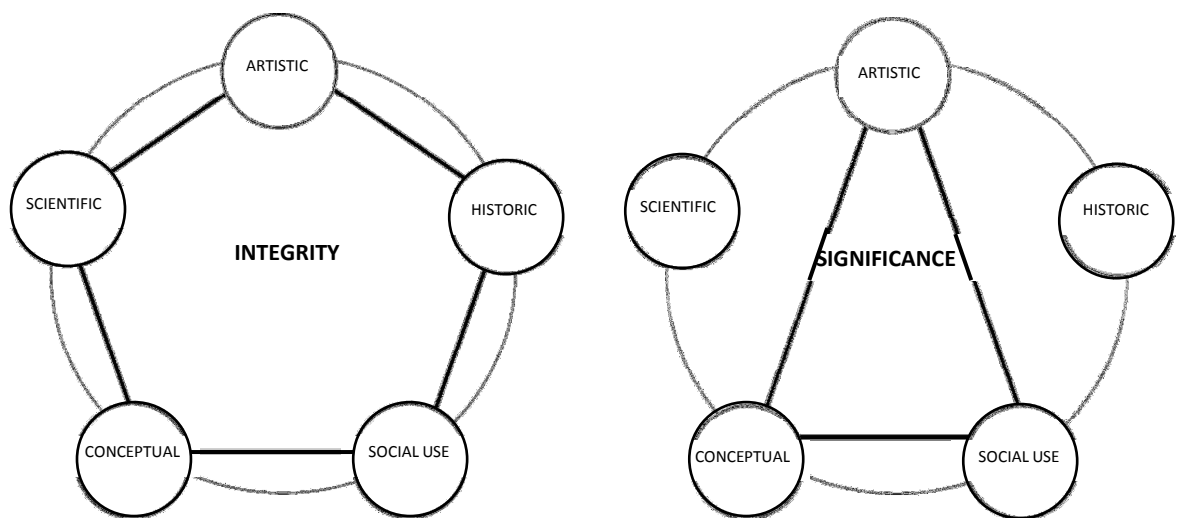 ARTISTIC
SCIENTIFIC
HISTORIC
INTEGRITY
CONCEPTUAL
SOCIAL USE
ARTISTIC
SCIENTIFIC
HISTORIC
SIGNIFICANCE
CONCEPTUAL
SOCIAL USE